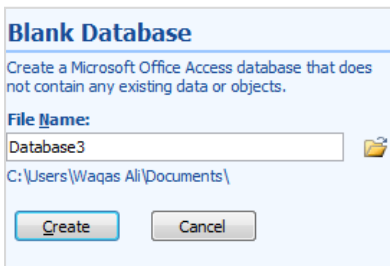 Blank Database
Create a Microsoft Office Access database that does
not contain any existing data or objects.
File Name:
Database3
C:\Users\Waqas Ali\Documents\
Create Cancel